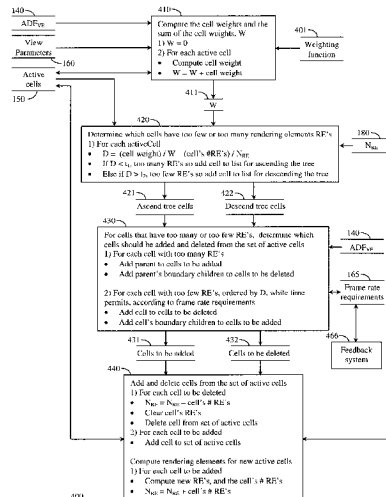 140
ADFVE
View
Parameters
160
Active
cells
150
410
Compute the cell weights and the
sum of the cell weights, W
1) W = 0
2) For each active cell
• Compute cell weight
• W = W + cell weight
401
Weighting
function
411
W
420
Determine which cells have too few or too many rendering elements RE's
1) For each activeCell
• D = (cell weight) / W – (cell's #RE's) / NRE
• If D < t1, too many RE's so add cell to list for ascending the tree
• Else if D > t2, too few RE's so add cell to list for descending the tree
180
NRE
421
Ascend tree cells
422
Descend tree cells
430
For cells that have too many or too few RE's, determine which
cells should be added and deleted from the set of active cells
1) For each cell with too many RE's
• Add parent to cells to be added
• Add parent's boundary children to cells to be deleted
2) For each cell with too few RE's, ordered by D, while time
permits, according to frame rate requirements
• Add cell to cells to be deleted
• Add cell's boundary children to cells to be added
140
ADFVE
165
Frame rate
requirements
466
Feedback
system
431
Cells to be added
432
Cells to be deleted
440
Add and delete cells from the set of active cells
1) For each cell to be deleted
• NRE = NRE – cell's # RE's
• Clear cell's RE's
• Delete cell from set of active cells
2) For each cell to be added
• Add cell to set of active cells
Compute rendering elements for new active cells
1) For each cell to be added
• Compute new RE's, and the cell's # RE's
• NRE = NRE + cell's # RE's
400